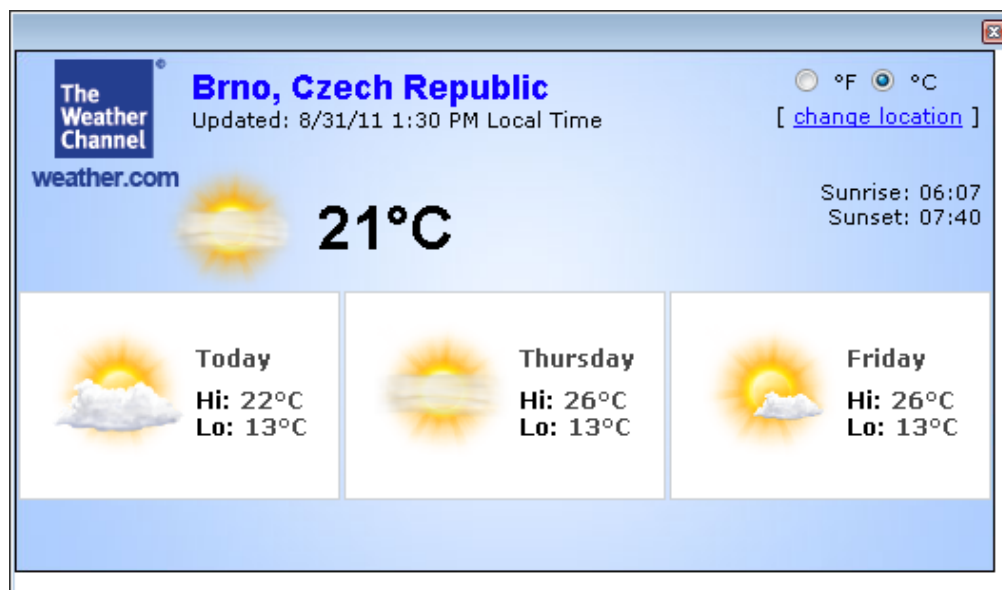 The
Weather
Channel
weather.com
Brno, Czech Republic
Updated: 8/31/11 1:30 PM Local Time
°F °C
[ change location ]
21°C
Sunrise: 06:07
Sunset: 07:40
Today
Hi: 22°C
Lo: 13°C
Thursday
Hi: 26°C
Lo: 13°C
Friday
Hi: 26°C
Lo: 13°C